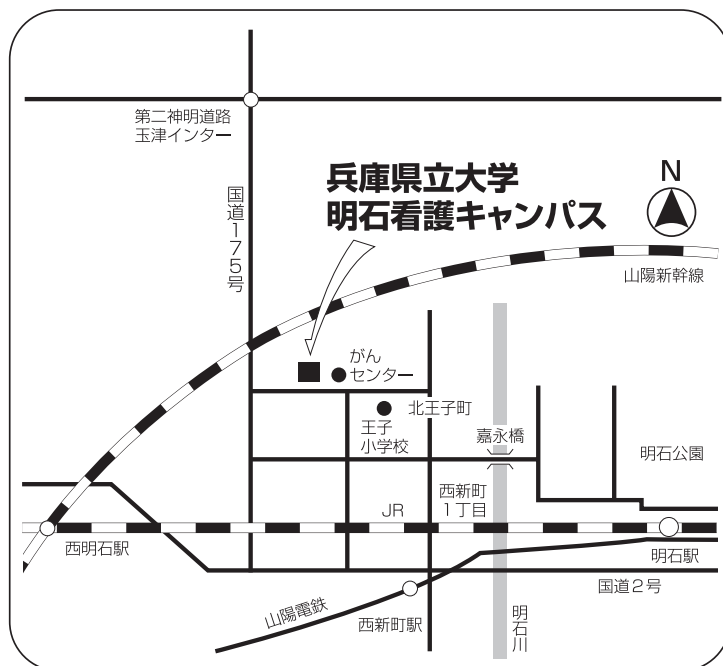 第二神明道路
玉津インター
国道175号
兵庫県立大学
明石看護キャンパス
N
山陽新幹線
がん
センター
北王子町
王子
小学校
嘉永橋
明石公園
西新町
1丁目
JR
西明石駅
明石駅
国道2号
山陽電鉄
西新町駅
明石川